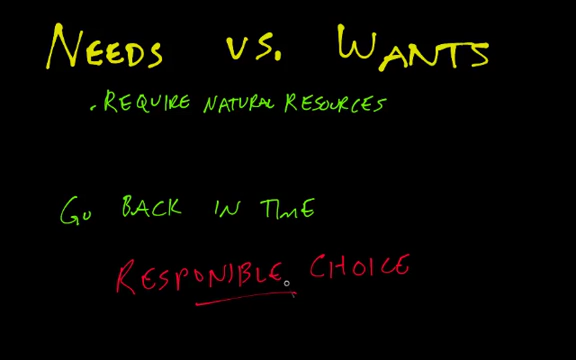 NEEDS VS. WANTS
. REQUIRE NATURAL RESOURCES
GO BACK IN TIME
RESPONIBLE CHOICE